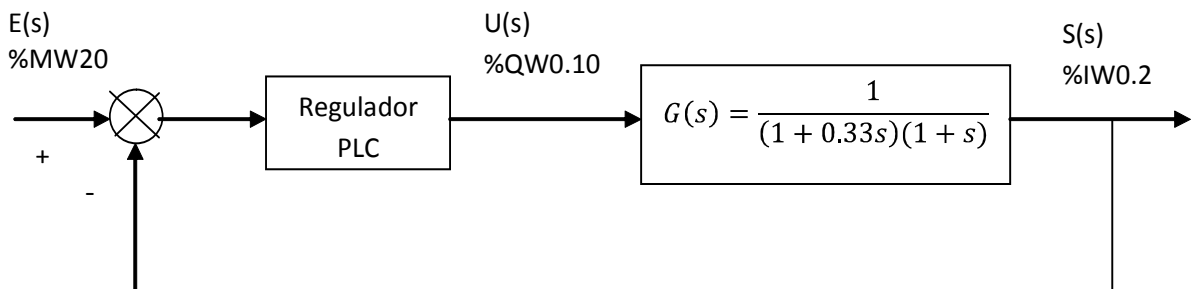 E(s)
%MW20
+
-
Regulador
PLC
U(s)
%QW0.10
G(s) = 1 / ((1 + 0.33s)(1 + s))
S(s)
%IW0.2